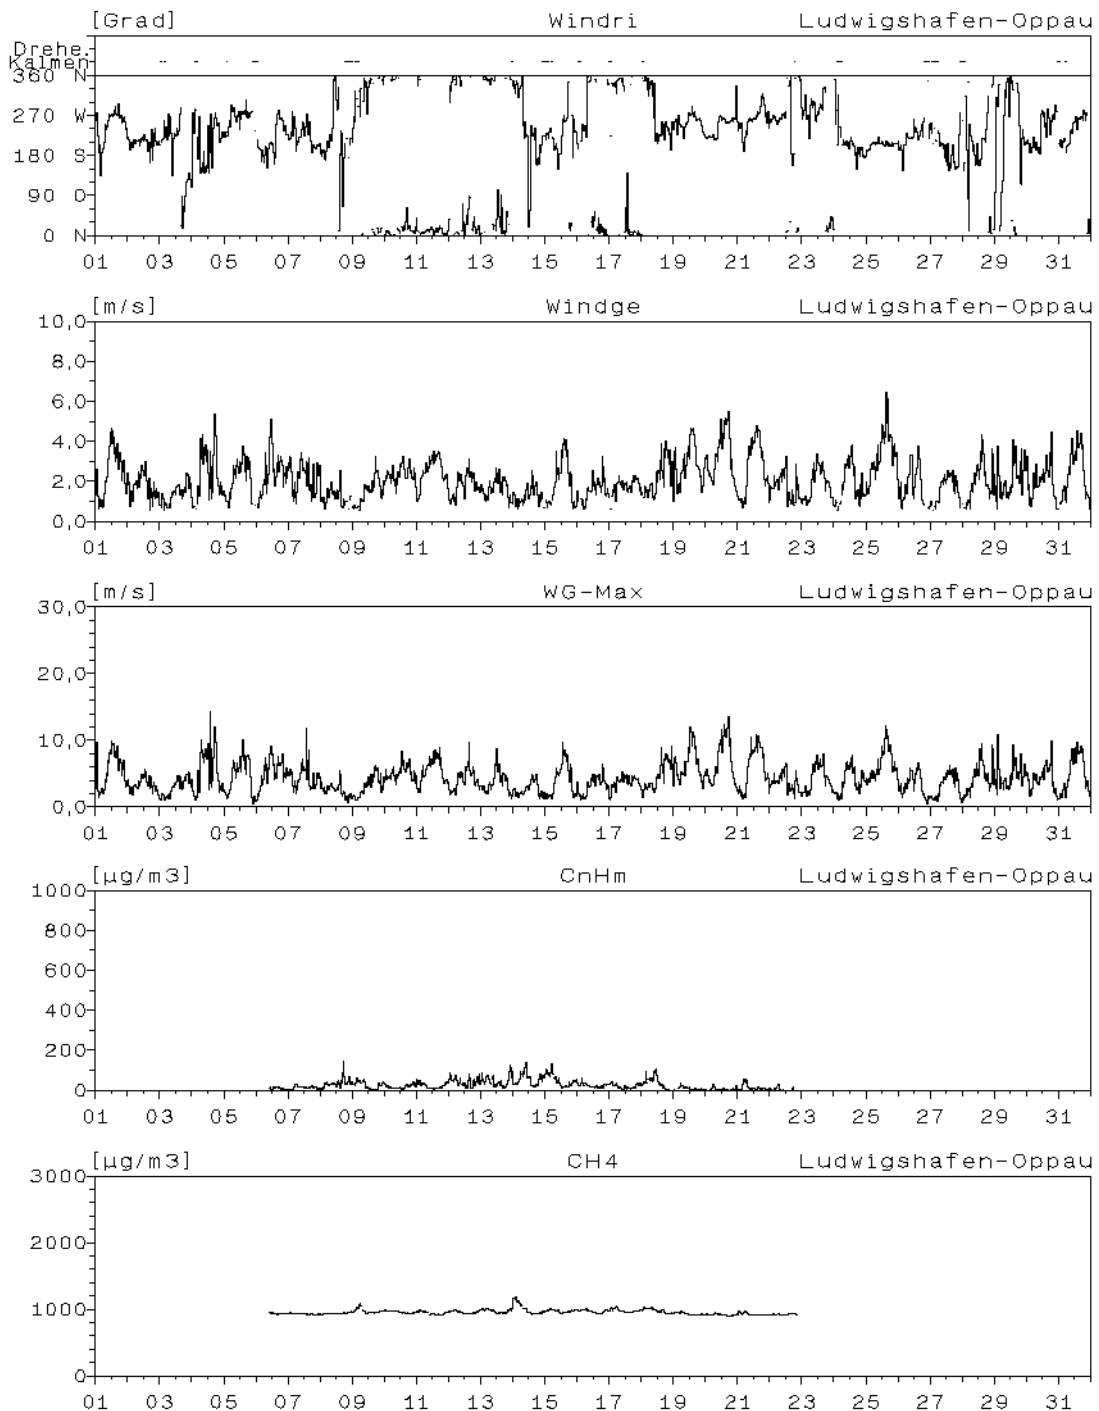 [Grad] Windri Ludwigshafen-Oppau
Drehe.
Kalmen
360 N
270 W
180 S
90 O
0 N
01 03 05 07 09 11 13 15 17 19 21 23 25 27 29 31
[m/s] Windge Ludwigshafen-Oppau
10,0
8,0
6,0
4,0
2,0
0,0
01 03 05 07 09 11 13 15 17 19 21 23 25 27 29 31
[m/s] WG-Max Ludwigshafen-Oppau
30,0
20,0
10,0
0,0
01 03 05 07 09 11 13 15 17 19 21 23 25 27 29 31
[µg/m3] CnHm Ludwigshafen-Oppau
1000
800
600
400
200
0
01 03 05 07 09 11 13 15 17 19 21 23 25 27 29 31
[µg/m3] CH4 Ludwigshafen-Oppau
3000
2000
1000
0
01 03 05 07 09 11 13 15 17 19 21 23 25 27 29 31